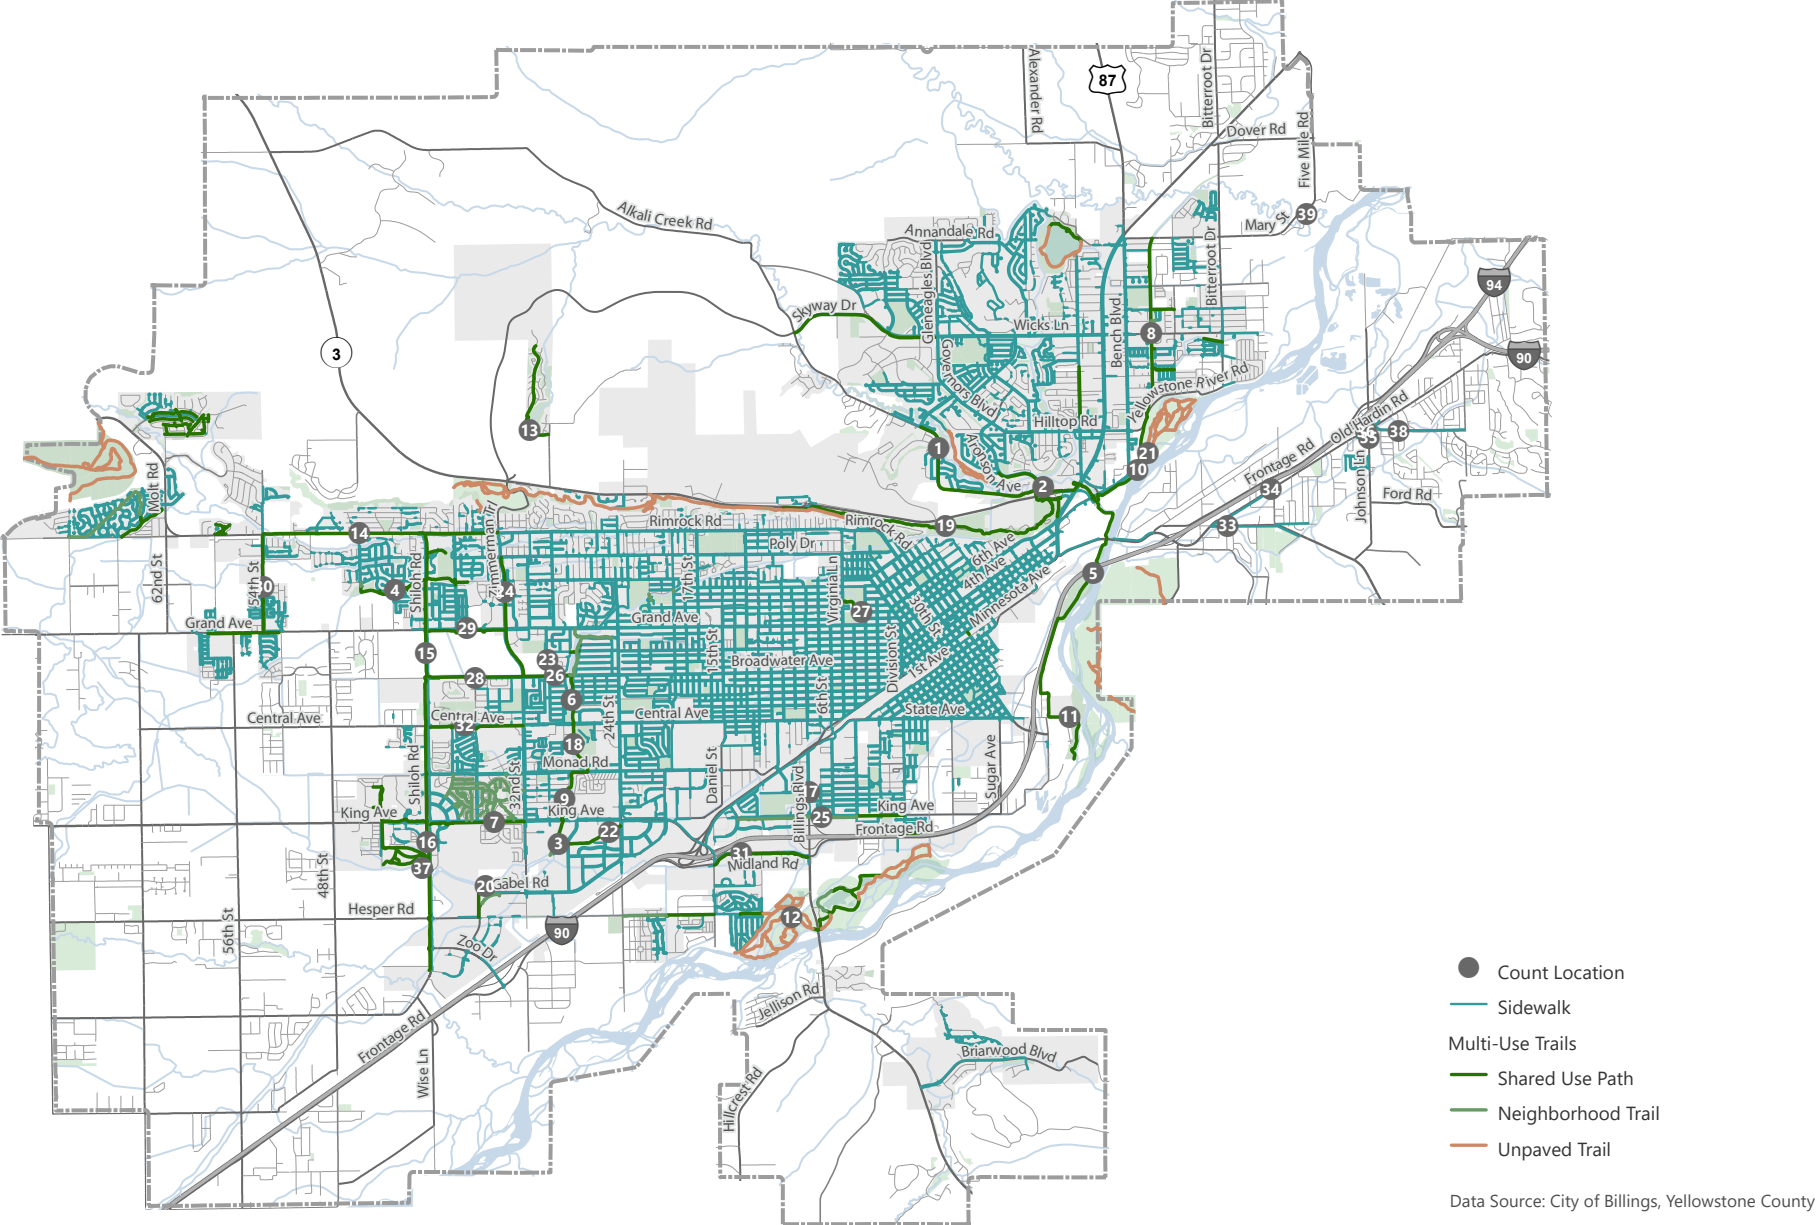 Alexander Rd
87
Bitterroot Dr
Dover Rd
Five Mile Rd
39
Mary St
Alkali Creek Rd
Annandale Rd
Gleneagles Blvd
Bitterroot Dr
94
Skyway Dr
Wicks Ln
Bench Blvd
8
3
90
Governors Blvd
Yellowstone River Rd
Hilltop Rd
13
Old Hardin Rd
38
35
1
Aronson Ave
21
10
Frontage Rd
Molt Rd
2
34
Johnson Ln
Ford Rd
Rimrock Rd
Rimrock Rd
19
33
14
Poly Dr
6th Ave
4th Ave
Minnesota Ave
5
62nd St
54th St
0
4
Shiloh Rd
Zimmerman Trl
24
17th St
Virginia Ln
27
30th St
Grand Ave
29
Grand Ave
15
23
26
15th St
Broadwater Ave
Division St
1st Ave
28
6
6th St
Central Ave
Central Ave
32
24th St
Central Ave
State Ave
11
18
Monad Rd
Shiloh Rd
32nd St
Daniel St
Billings Blvd
Sugar Ave
King Ave
9
King Ave
7
25
King Ave
7
22
Frontage Rd
16
3
31
Midland Rd
37
48th St
20
Gabel Rd
Hesper Rd
12
56th St
90
Zoo Dr
Jellison Rd
Frontage Rd
Wise Ln
Hillcrest Rd
Briarwood Blvd
Count Location
Sidewalk
Multi-Use Trails
Shared Use Path
Neighborhood Trail
Unpaved Trail
Data Source: City of Billings, Yellowstone County